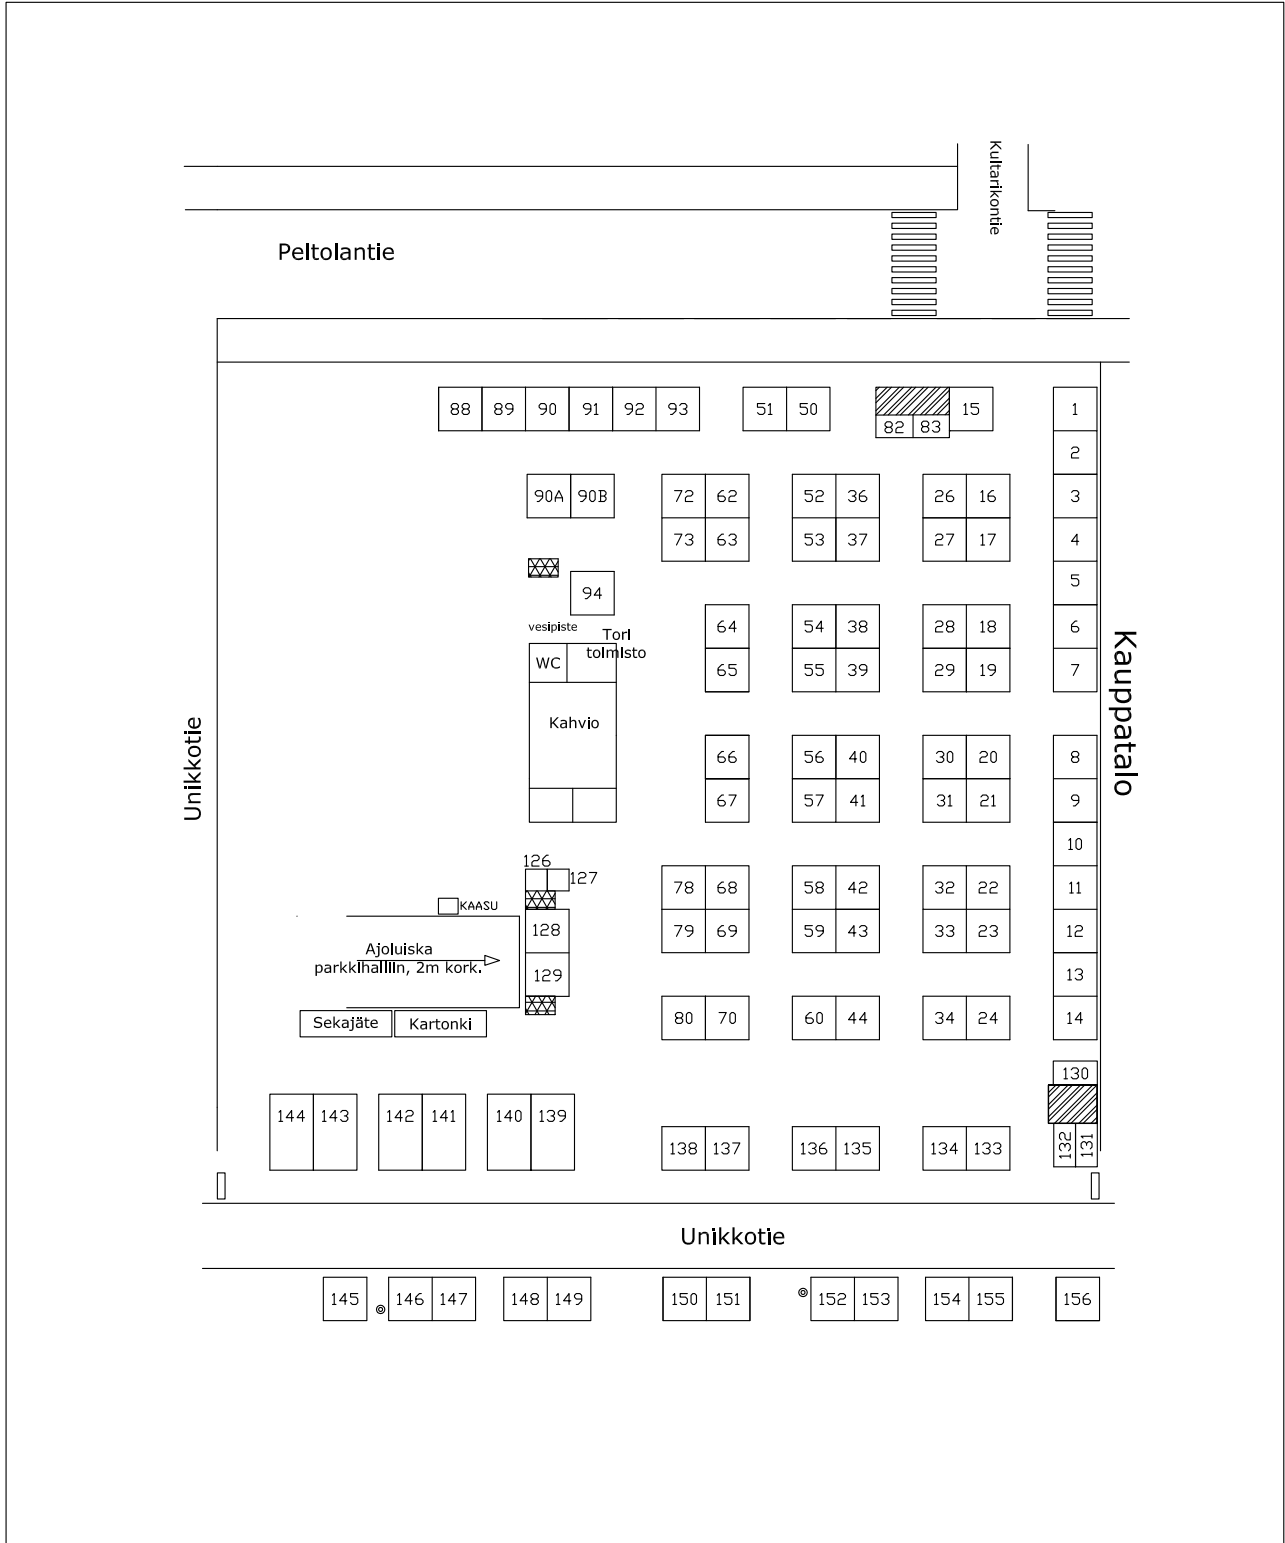 Kultarikontie
Peltolantie
88 89 90 91 92 93 51 50 15 1
82 83
2
90A 90B 72 62 52 36 26 16 3
73 63 53 37 27 17 4
5
94
vesipiste Tori
toimisto
64 54 38 28 18 6
WC 65 55 39 29 19 7
Kauppatalo
Kahvio
Unikkotie
66 56 40 30 20 8
67 57 41 31 21 9
10
126
127
78 68 58 42 32 22 11
KAASU
128 79 69 59 43 33 23 12
Ajoluiska
parkkihalliin, 2m kork.
129 13
Sekajäte Kartonki 80 70 60 44 34 24 14
130
144 143 142 141 140 139
138 137 136 135 134 133 132 131
Unikkotie
145 146 147 148 149 150 151 152 153 154 155 156